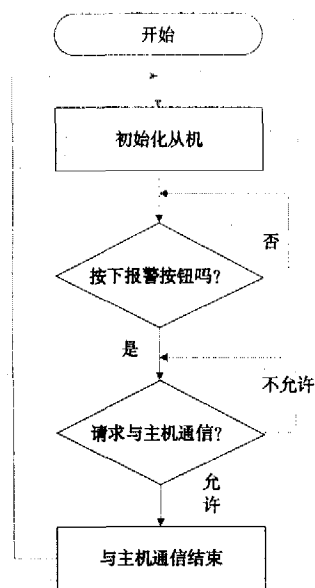 开始
初始化从机
否
按下报警按钮吗?
是
不允许
请求与主机通信?
允
许
与主机通信结束